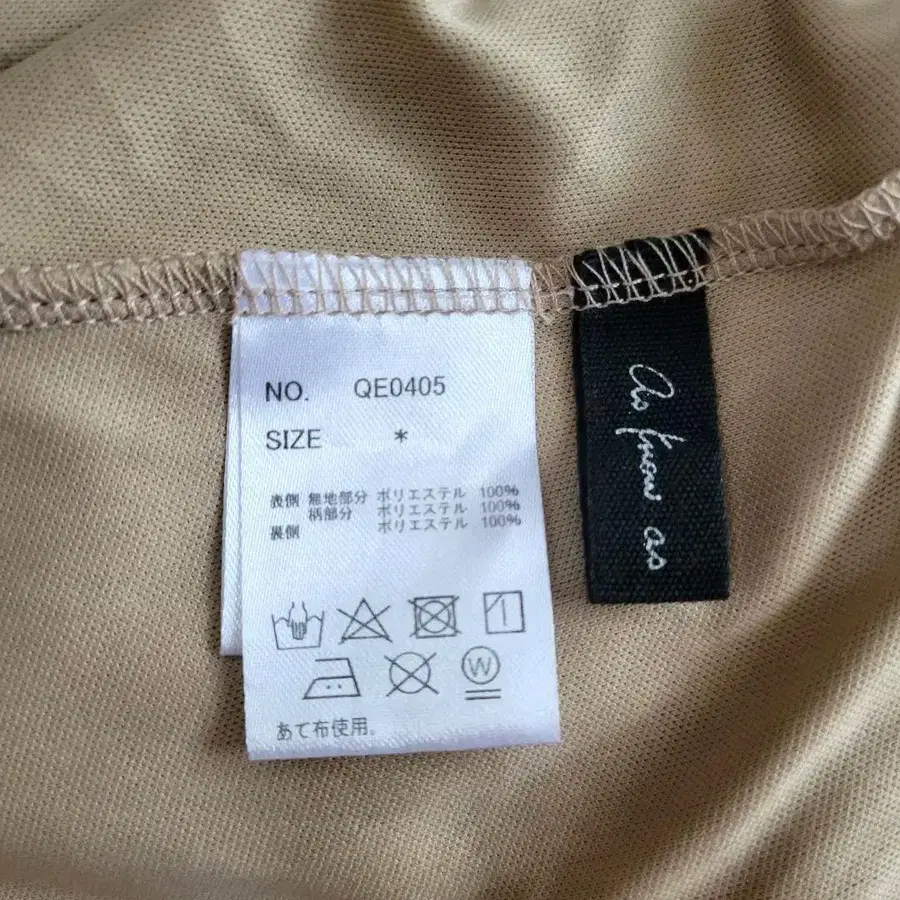 NO. QE0405
SIZE *
表側 無地部分 ポリエステル 100%
柄部分 ポリエステル 100%
裏側 ポリエステル 100%
W
あて布使用。
As know as